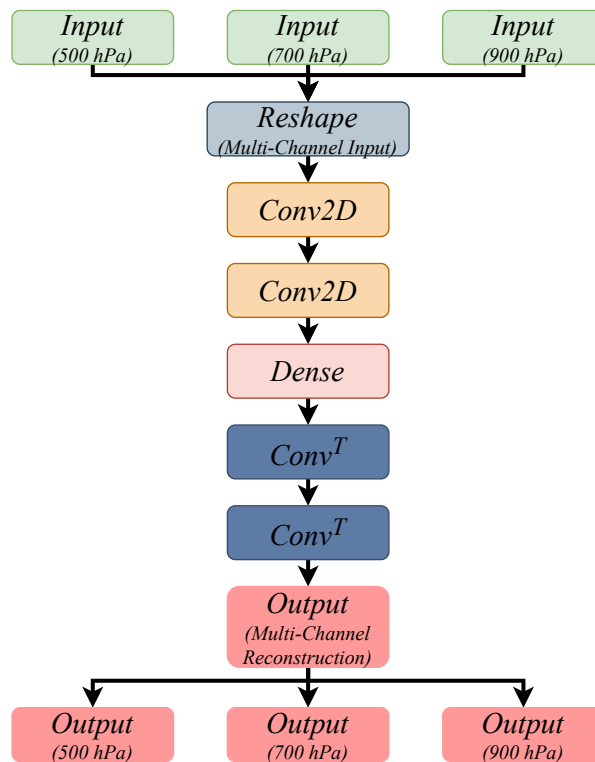 Input Input Input
(500 hPa) (700 hPa) (900 hPa)
Reshape
(Multi-Channel Input)
Conv2D
Conv2D
Dense
Conv^T
Conv^T
Output
(Multi-Channel
Reconstruction)
Output Output Output
(500 hPa) (700 hPa) (900 hPa)